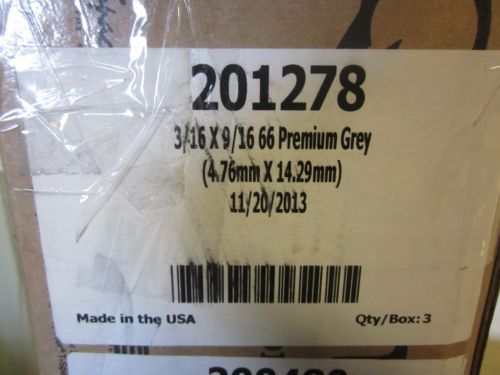 201278
3/16 X 9/16 66 Premium Grey
(4.76mm X 14.29mm)
11/20/2013
Made in the USA
Qty/Box: 3